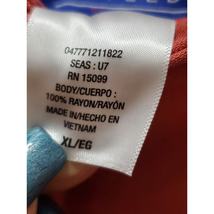 047771211822
SEAS: U7
RN 15099
BODY/CUERPO:
100% RAYON/RAYÓN
MADE IN/HECHO EN
VIETNAM
XL/EG